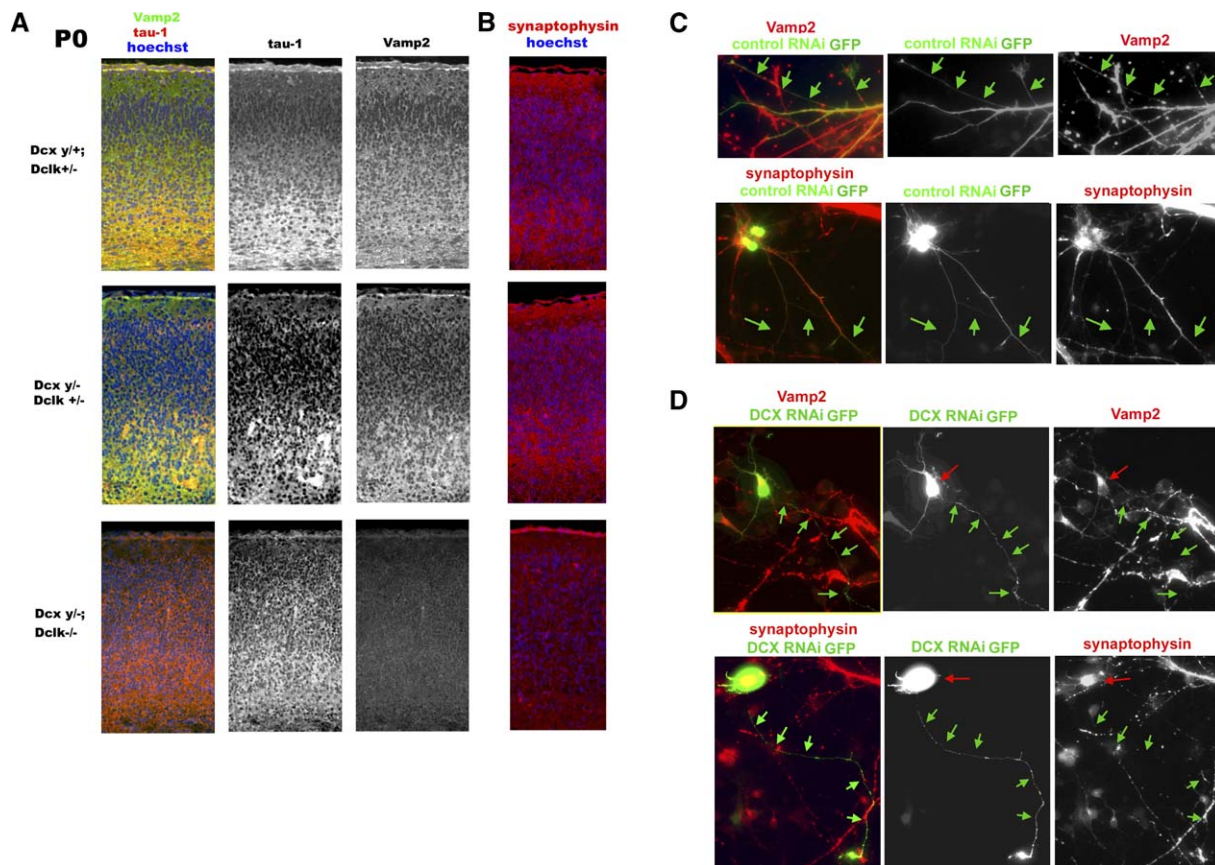 A
P0
Vamp2
tau-1
hoechst
tau-1
Vamp2
Dcx y/+;
Dclk+/-
Dcx y/-
Dclk +/-
Dcx y/-;
Dclk-/-
B
synaptophysin
hoechst
C
Vamp2
control RNAi GFP
control RNAi GFP
Vamp2
synaptophysin
control RNAi GFP
control RNAi GFP
synaptophysin
D
Vamp2
DCX RNAi GFP
DCX RNAi GFP
Vamp2
synaptophysin
DCX RNAi GFP
DCX RNAi GFP
synaptophysin